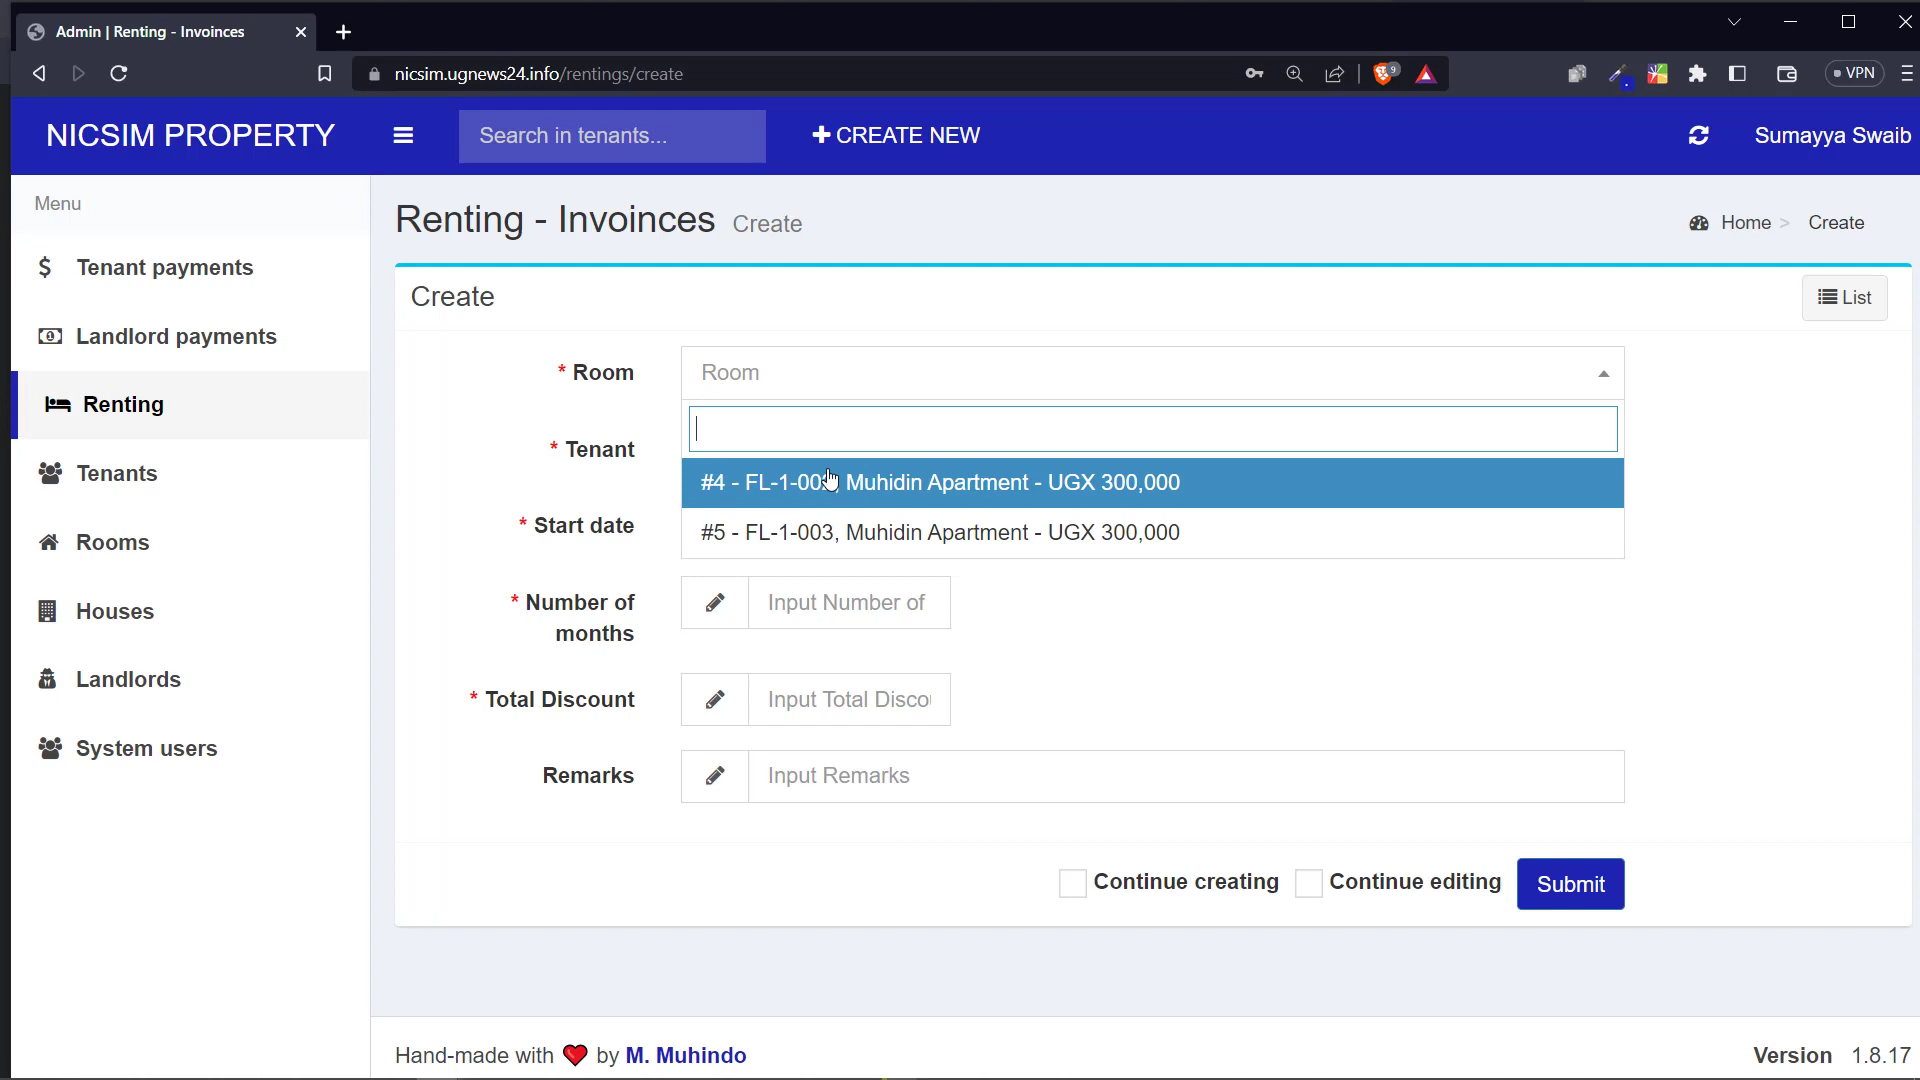 Admin | Renting - Invoinces
nicsim.ugnews24.info/rentings/create
9
VPN
NICSIM PROPERTY
Search in tenants...
CREATE NEW
Sumayya Swaib
Menu
Tenant payments
Landlord payments
Renting
Tenants
Rooms
Houses
Landlords
System users
Renting - Invoinces Create
Home > Create
Create
List
* Room
Room
* Tenant
#4 - FL-1-00 Muhidin Apartment - UGX 300,000
#5 - FL-1-003, Muhidin Apartment - UGX 300,000
* Start date
* Number of
months
Input Number of
* Total Discount
Input Total Disco
Remarks
Input Remarks
Continue creating
Continue editing
Submit
Hand-made with ❤ by M. Muhindo
Version 1.8.17